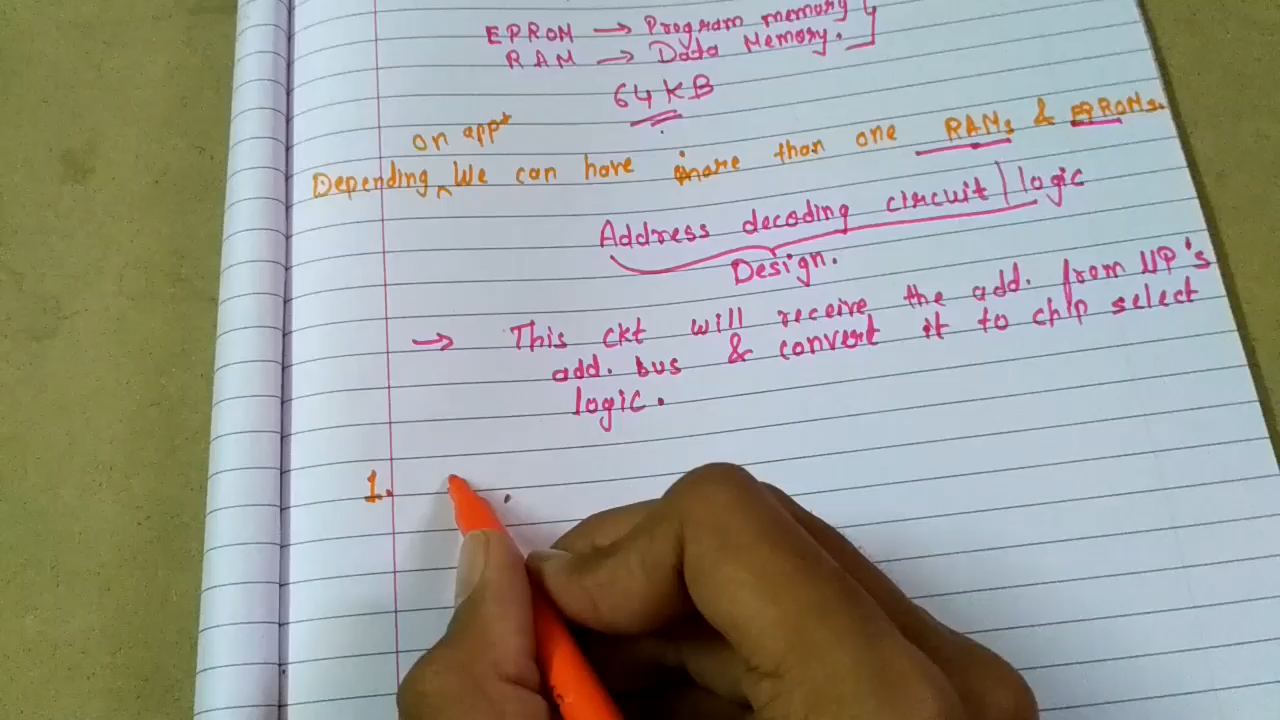 EPROM → Program memory
RAM → Data Memory.
64 KB
on appⁿ
Depending ^ We can have more than one RAMs & EPROMs.
Address decoding circuit | logic
Design.
→ This ckt will receive the add. from UP's
add. bus & convert it to chip select
logic.
1.